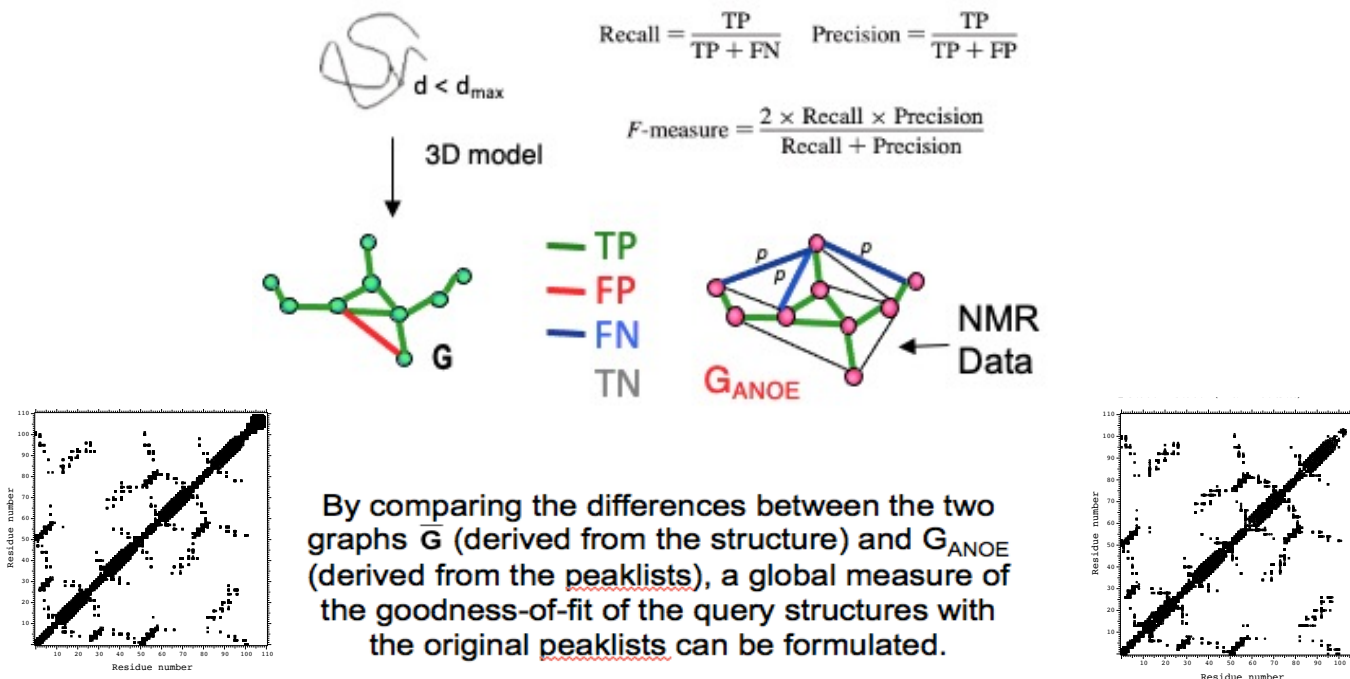 Recall = TP / (TP + FN)    Precision = TP / (TP + FP)
d < dmax
F-measure = (2 × Recall × Precision) / (Recall + Precision)
3D model
TP
FP
FN
TN
G
p
p
p
NMR
Data
GANOE
By comparing the differences between the two
graphs G̅ (derived from the structure) and GANOE
(derived from the peaklists), a global measure of
the goodness-of-fit of the query structures with
the original peaklists can be formulated.
110
100
90
80
70
60
50
40
30
20
10
Residue number
10 20 30 40 50 60 70 80 90 100 110
Residue number
110
100
90
80
70
60
50
40
30
20
10
Residue number
10 20 30 40 50 60 70 80 90 100
Residue number